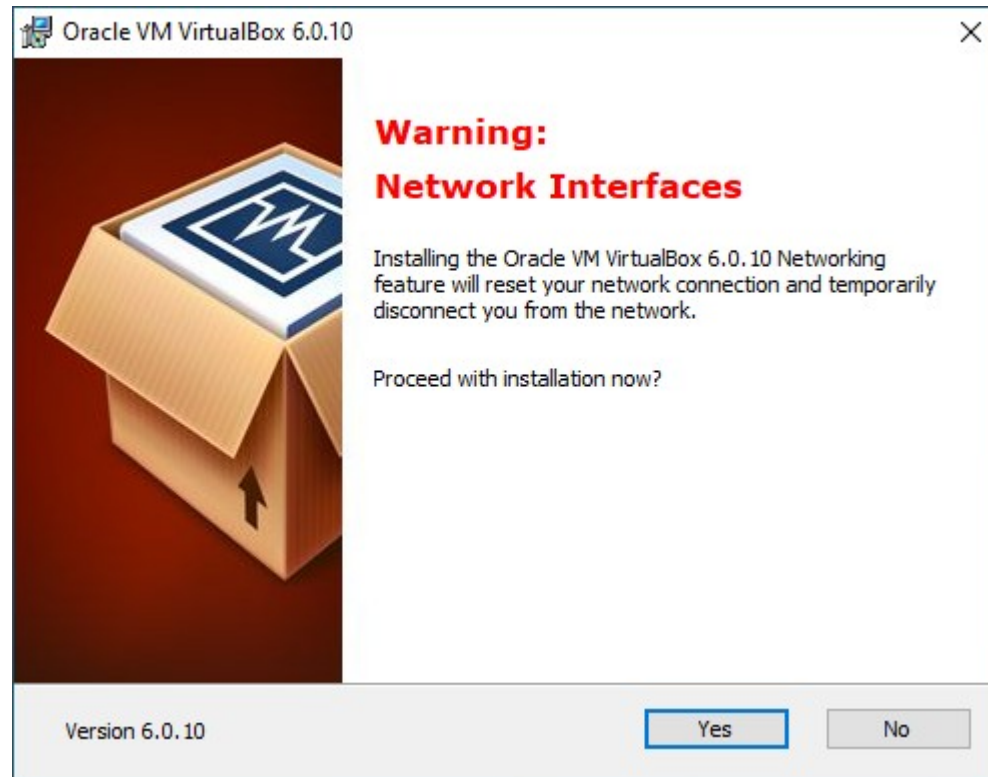 Oracle VM VirtualBox 6.0.10
Warning:
Network Interfaces
Installing the Oracle VM VirtualBox 6.0.10 Networking
feature will reset your network connection and temporarily
disconnect you from the network.
Proceed with installation now?
Version 6.0.10
Yes
No